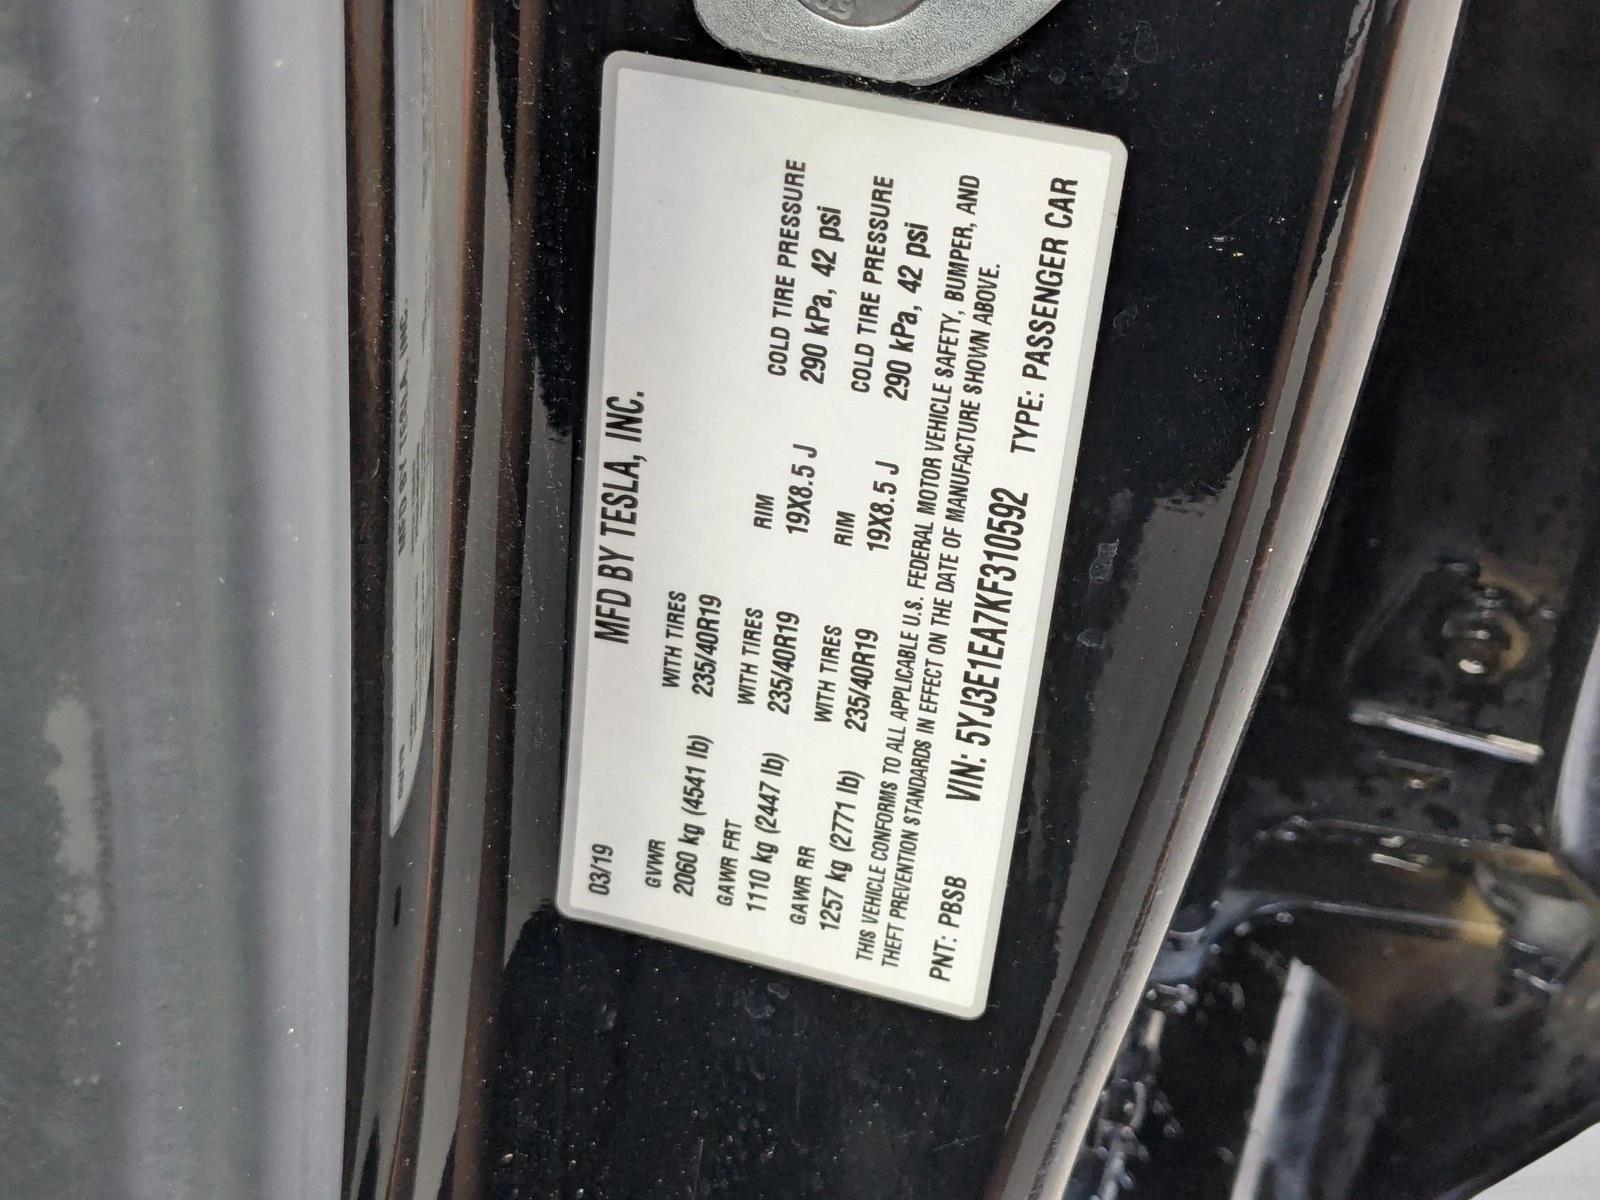 MFD BY TESLA, INC.
03/19
GVWR WITH TIRES
2060 kg (4541 lb) 235/40R19
GAWR FRT WITH TIRES RIM COLD TIRE PRESSURE
1110 kg (2447 lb) 235/40R19 19X8.5 J 290 kPa, 42 psi
GAWR RR WITH TIRES RIM COLD TIRE PRESSURE
1257 kg (2771 lb) 235/40R19 19X8.5 J 290 kPa, 42 psi
THIS VEHICLE CONFORMS TO ALL APPLICABLE U.S. FEDERAL MOTOR VEHICLE SAFETY, BUMPER, AND
THEFT PREVENTION STANDARDS IN EFFECT ON THE DATE OF MANUFACTURE SHOWN ABOVE.
PNT: PBSB VIN: 5YJ3E1EA7KF310592 TYPE: PASSENGER CAR